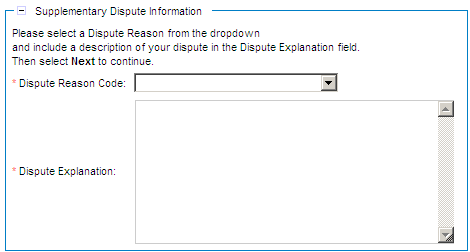 Supplementary Dispute Information
Please select a Dispute Reason from the dropdown
and include a description of your dispute in the Dispute Explanation field.
Then select Next to continue.
* Dispute Reason Code:
* Dispute Explanation: